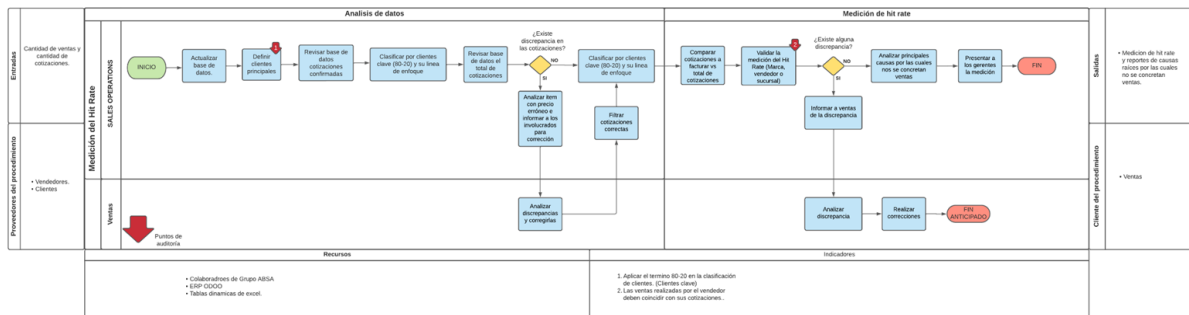 Analisis de datos
Medición de hit rate
Entradas
Cantidad de ventas y
cantidad de
cotizaciones.
Proveedores del procedimiento
• Vendedores.
• Clientes
Medición del Hit Rate
SALES OPERATIONS
Ventas
INICIO
Actualizar
base de
datos.
1
Definir
clientes
principales
Revisar base de
datos
cotizaciones
confirmadas
Clasificar por clientes
clave (80-20) y su linea
de enfoque
Revisar base
de datos el
total de
cotizaciones
¿Existe
discrepancia en
las cotizaciones?
NO
SI
Clasificar por clientes
clave (80-20) y su linea
de enfoque
Analizar item
con precio
erróneo e
informar a los
involucrados
para
corrección
Filtrar
cotizaciones
correctas
Analizar
discrepancias
y corregirlas
Comparar
cotizaciones a
facturar vs
total de
cotizaciones
2
Validar la
medición del Hit
Rate (Marca,
vendedor o
sucursal)
¿Existe alguna
discrepancia?
NO
SI
Analizar principales
causas por las cuales
nos se concretan
ventas
Presentar a
los gerentes
la medición
FIN
Informar a ventas
de la discrepancia
Analizar
discrepancia
Realizar
correcciones
FIN
ANTICIPADO
Puntos de
auditoría
Salidas
• Medicion de hit rate
y reportes de causas
raíces por las cuales
no se concretan
ventas.
Cliente del procedimiento
• Ventas
Recursos
• Colaboradroes de Grupo ABSA
• ERP ODOO
• Tablas dinamicas de excel.
Indicadores
1. Aplicar el termino 80-20 en la clasificación
de clientes. (Clientes clave)
2. Las ventas realizadas por el vendedor
deben coincidir con sus cotizaciones..